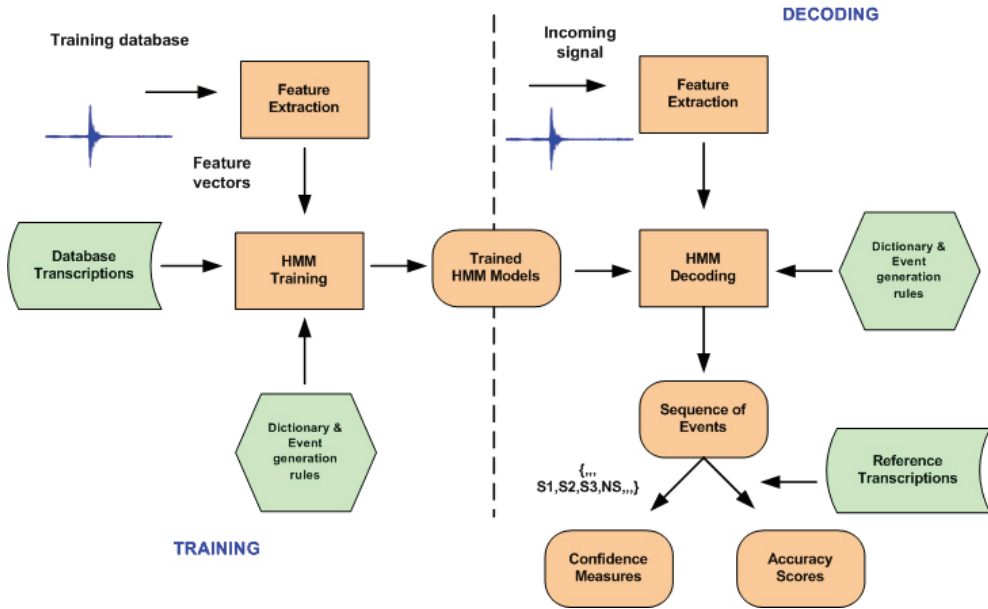 DECODING
Training database
Incoming
signal
Feature
Extraction
Feature
Extraction
Feature
vectors
Database
Transcriptions
HMM
Training
Trained
HMM Models
HMM
Decoding
Dictionary &
Event
generation
rules
Dictionary &
Event
generation
rules
Sequence of
Events
{,,,
S1,S2,S3,NS,,,}
Reference
Transcriptions
TRAINING
Confidence
Measures
Accuracy
Scores